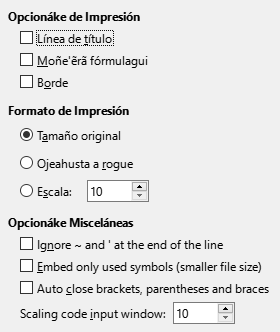 Opcionáke de Impresión
Línea de título
Moñe'ẽrã fórmulagui
Borde
Formato de Impresión
Tamaño original
Ojeahusta a rogue
Escala: 10
Opcionáke Misceláneas
Ignore ~ and ' at the end of the line
Embed only used symbols (smaller file size)
Auto close brackets, parentheses and braces
Scaling code input window: 10